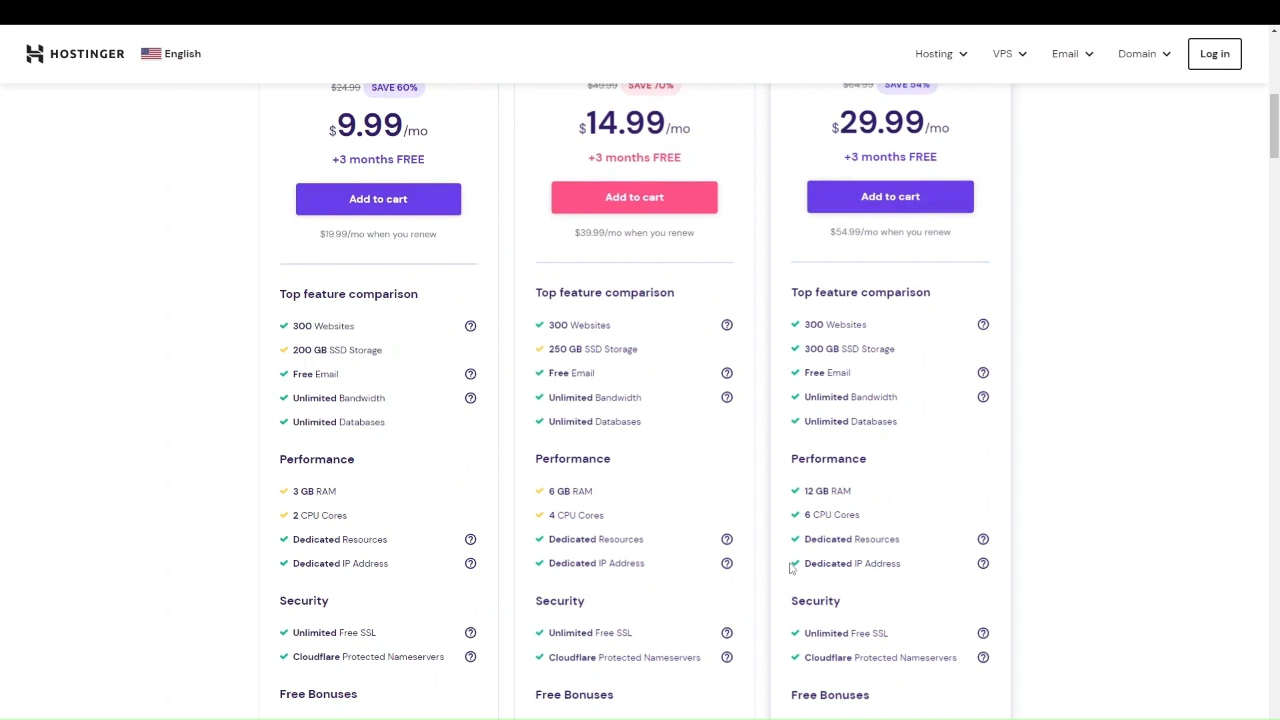 HOSTINGER English Hosting VPS Email Domain Log in
$24.99 SAVE 60%
$9.99/mo
+3 months FREE
Add to cart
$19.99/mo when you renew
Top feature comparison
300 Websites
200 GB SSD Storage
Free Email
Unlimited Bandwidth
Unlimited Databases
Performance
3 GB RAM
2 CPU Cores
Dedicated Resources
Dedicated IP Address
Security
Unlimited Free SSL
Cloudflare Protected Nameservers
Free Bonuses
$49.99 SAVE 70%
$14.99/mo
+3 months FREE
Add to cart
$39.99/mo when you renew
Top feature comparison
300 Websites
250 GB SSD Storage
Free Email
Unlimited Bandwidth
Unlimited Databases
Performance
6 GB RAM
4 CPU Cores
Dedicated Resources
Dedicated IP Address
Security
Unlimited Free SSL
Cloudflare Protected Nameservers
Free Bonuses
$64.99 SAVE 54%
$29.99/mo
+3 months FREE
Add to cart
$54.99/mo when you renew
Top feature comparison
300 Websites
300 GB SSD Storage
Free Email
Unlimited Bandwidth
Unlimited Databases
Performance
12 GB RAM
6 CPU Cores
Dedicated Resources
Dedicated IP Address
Security
Unlimited Free SSL
Cloudflare Protected Nameservers
Free Bonuses